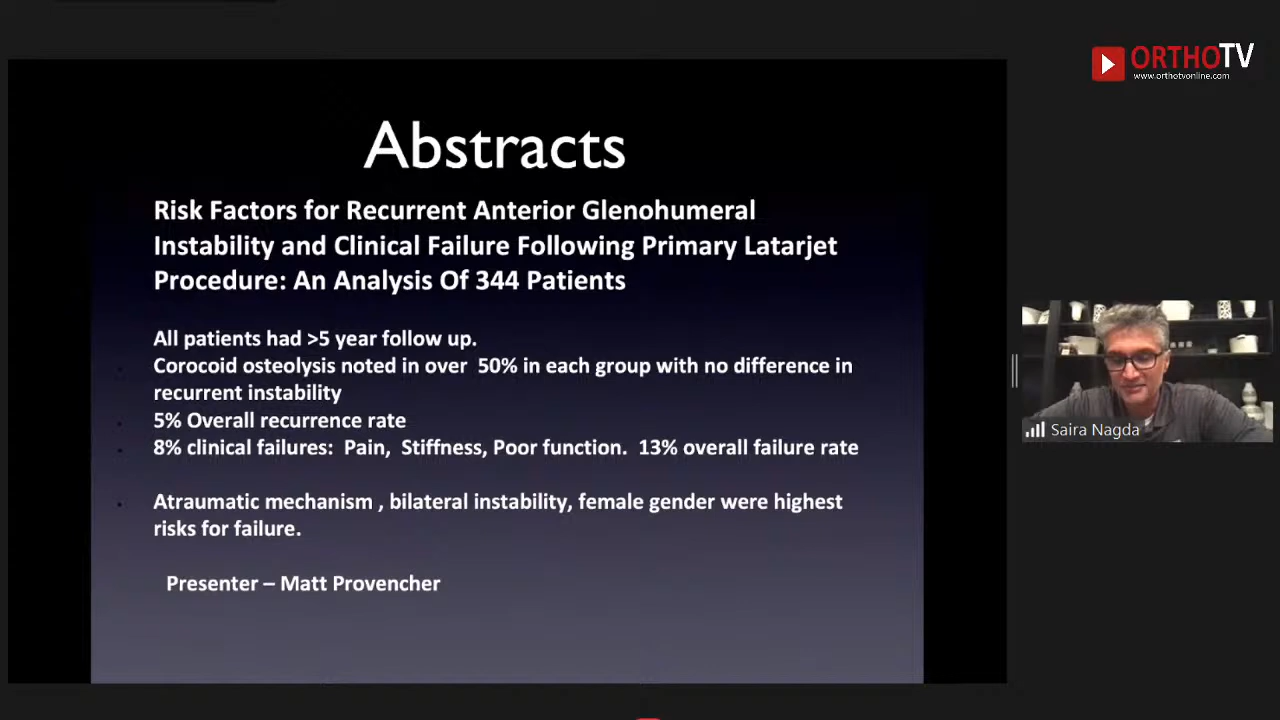 ORTHOTV
www.orthotvonline.com
Abstracts
Risk Factors for Recurrent Anterior Glenohumeral
Instability and Clinical Failure Following Primary Latarjet
Procedure: An Analysis Of 344 Patients
All patients had >5 year follow up.
Corocoid osteolysis noted in over 50% in each group with no difference in
recurrent instability
5% Overall recurrence rate
8% clinical failures: Pain, Stiffness, Poor function. 13% overall failure rate
Atraumatic mechanism , bilateral instability, female gender were highest
risks for failure.
Presenter – Matt Provencher
Saira Nagda